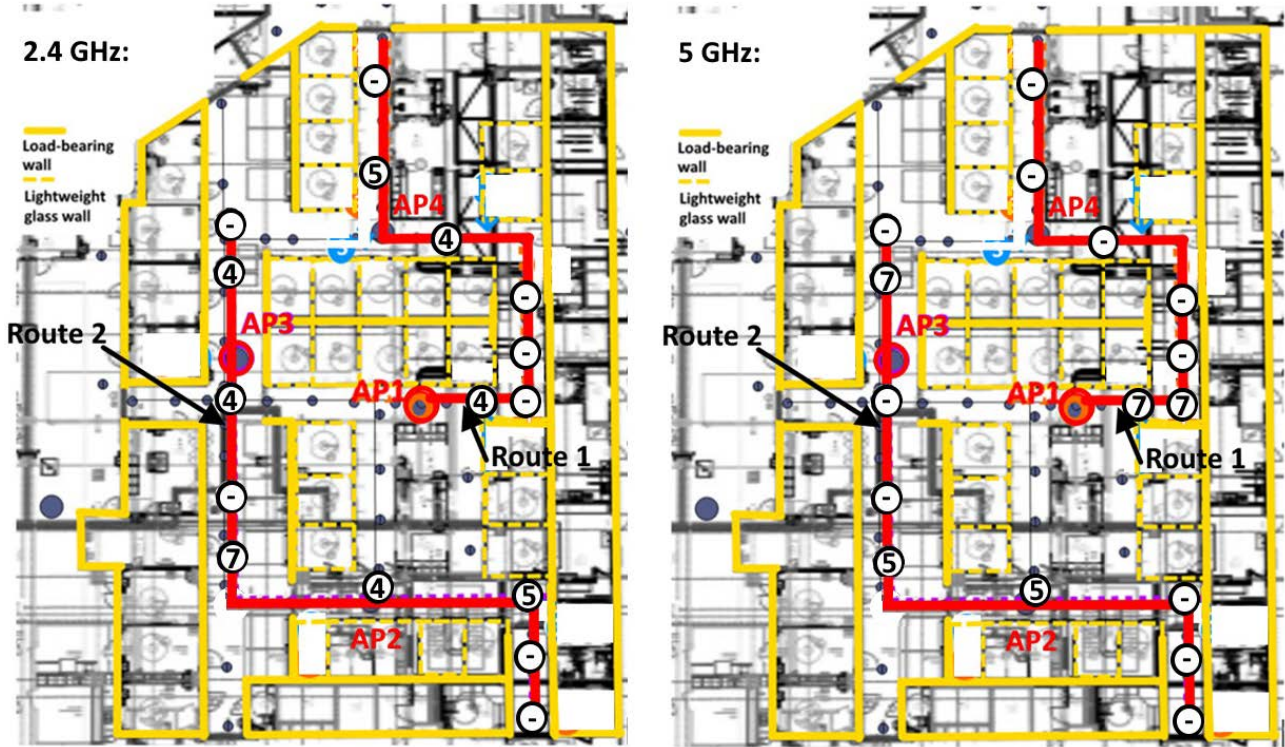 2.4 GHz:
Load-bearing
wall
Lightweight
glass wall
-
5
AP4
4
-
4
-
AP3
Route 2
-
AP1
4
4
-
Route 1
-
7
4
5
AP2
-
-
5 GHz:
Load-bearing
wall
Lightweight
glass wall
-
-
AP4
-
-
7
-
AP3
Route 2
-
AP1
-
7
7
Route 1
-
5
5
-
AP2
-
-